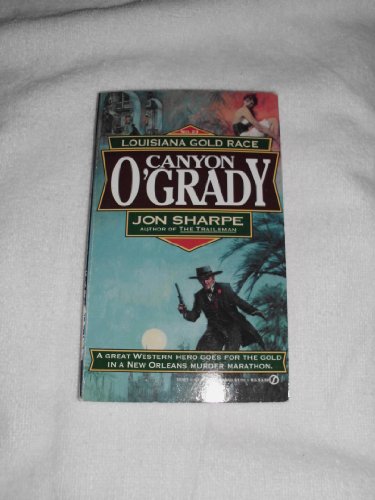 LOUISIANA GOLD RACE
CANYON
O'GRADY
JON SHARPE
AUTHOR OF THE TRAILSMAN
A GREAT WESTERN HERO GOES FOR THE GOLD
IN A NEW ORLEANS MURDER MARATHON.